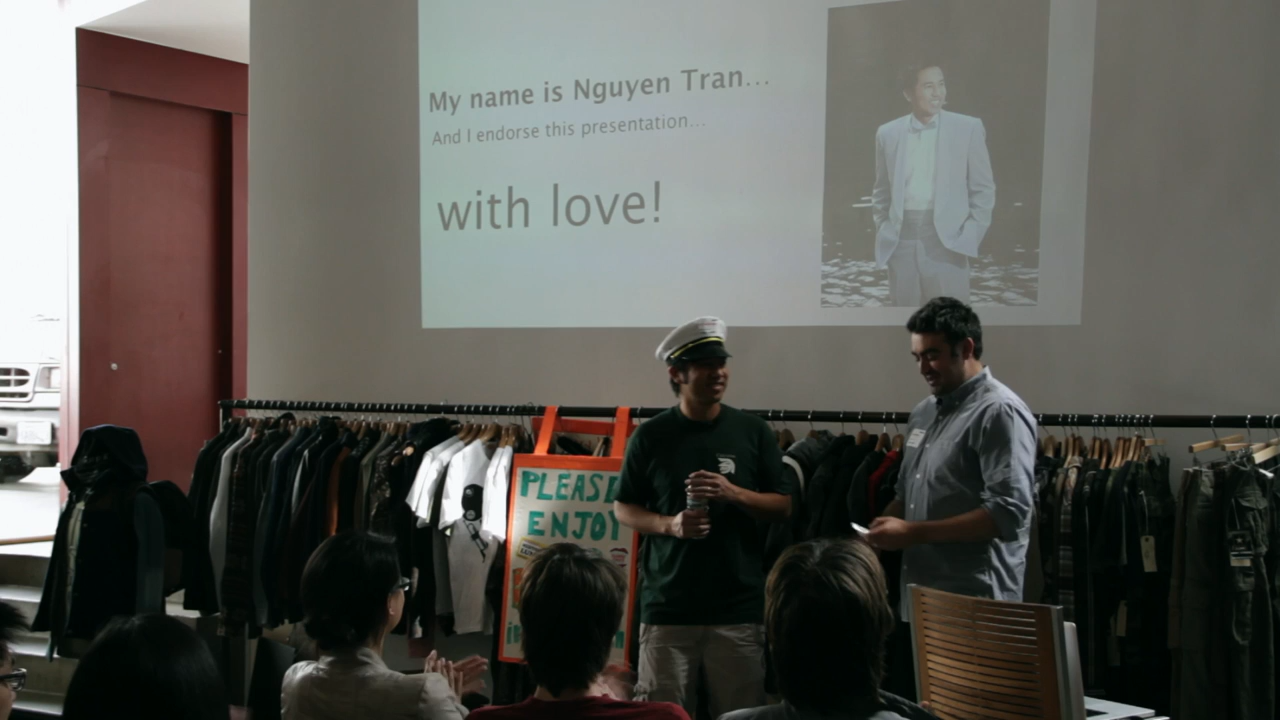 My name is Nguyen Tran...
And I endorse this presentation...
with love!
PLEASE
ENJOY